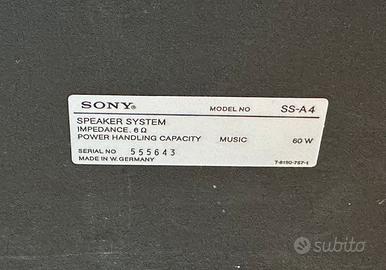 SONY® MODEL NO SS-A4
SPEAKER SYSTEM
IMPEDANCE, 6 Ω
POWER HANDLING CAPACITY MUSIC 60 W
SERIAL NO 555643
MADE IN W. GERMANY 7-8190-757-1
subito